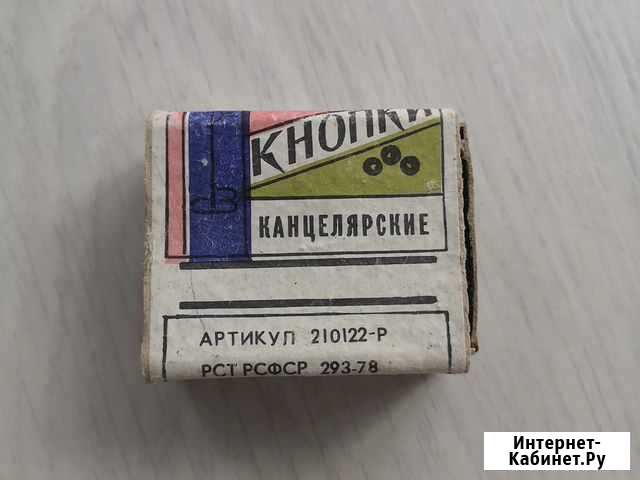 КНОПКИ
КАНЦЕЛЯРСКИЕ
АРТИКУЛ 210122-Р
РСТ РСФСР 293-78
Интернет-
Кабинет.Ру